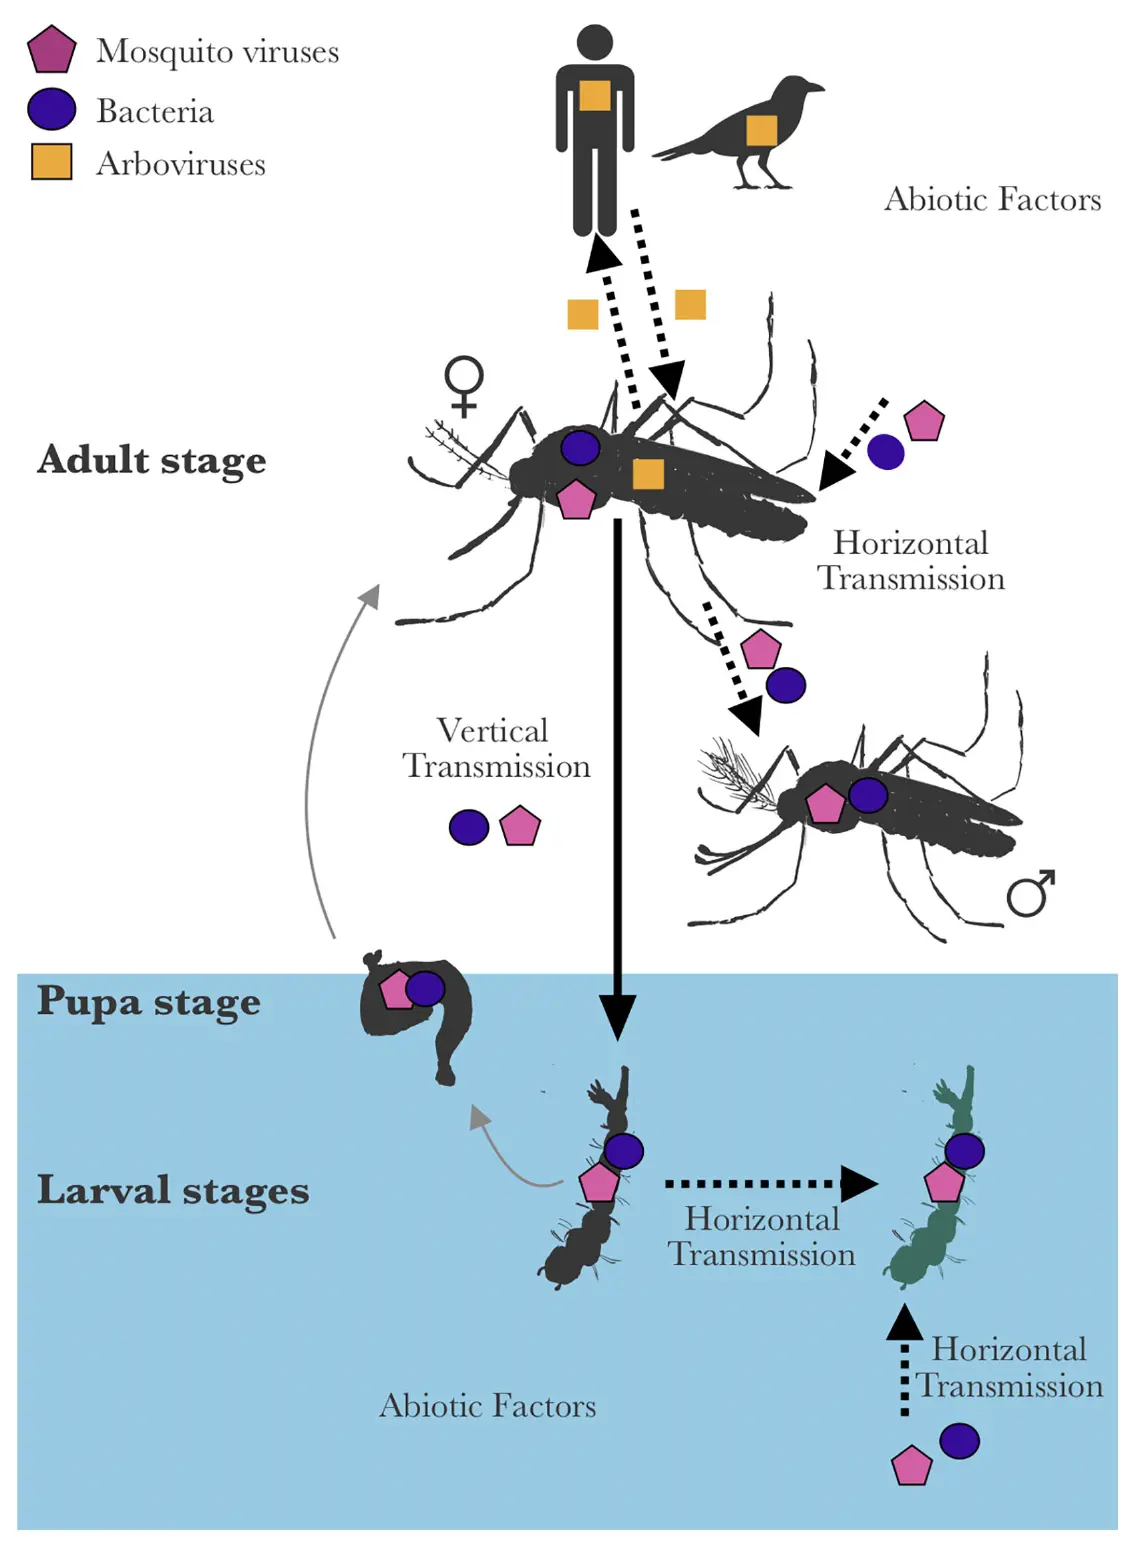 Mosquito viruses
Bacteria
Arboviruses
Abiotic Factors
Adult stage
Horizontal
Transmission
Vertical
Transmission
Pupa stage
Larval stages
Horizontal
Transmission
Horizontal
Transmission
Abiotic Factors